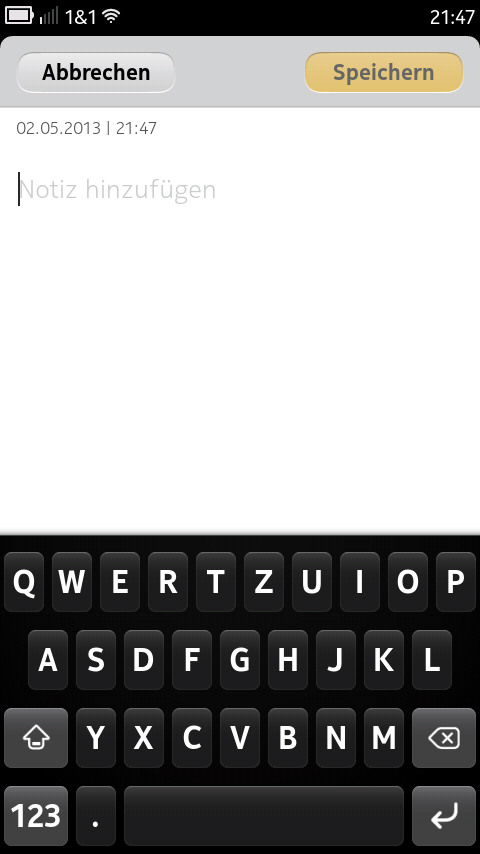 1&1 21:47
Abbrechen Speichern
02.05.2013 | 21:47
Notiz hinzufügen
Q W E R T Z U I O P
A S D F G H J K L
Y X C V B N M
123 .